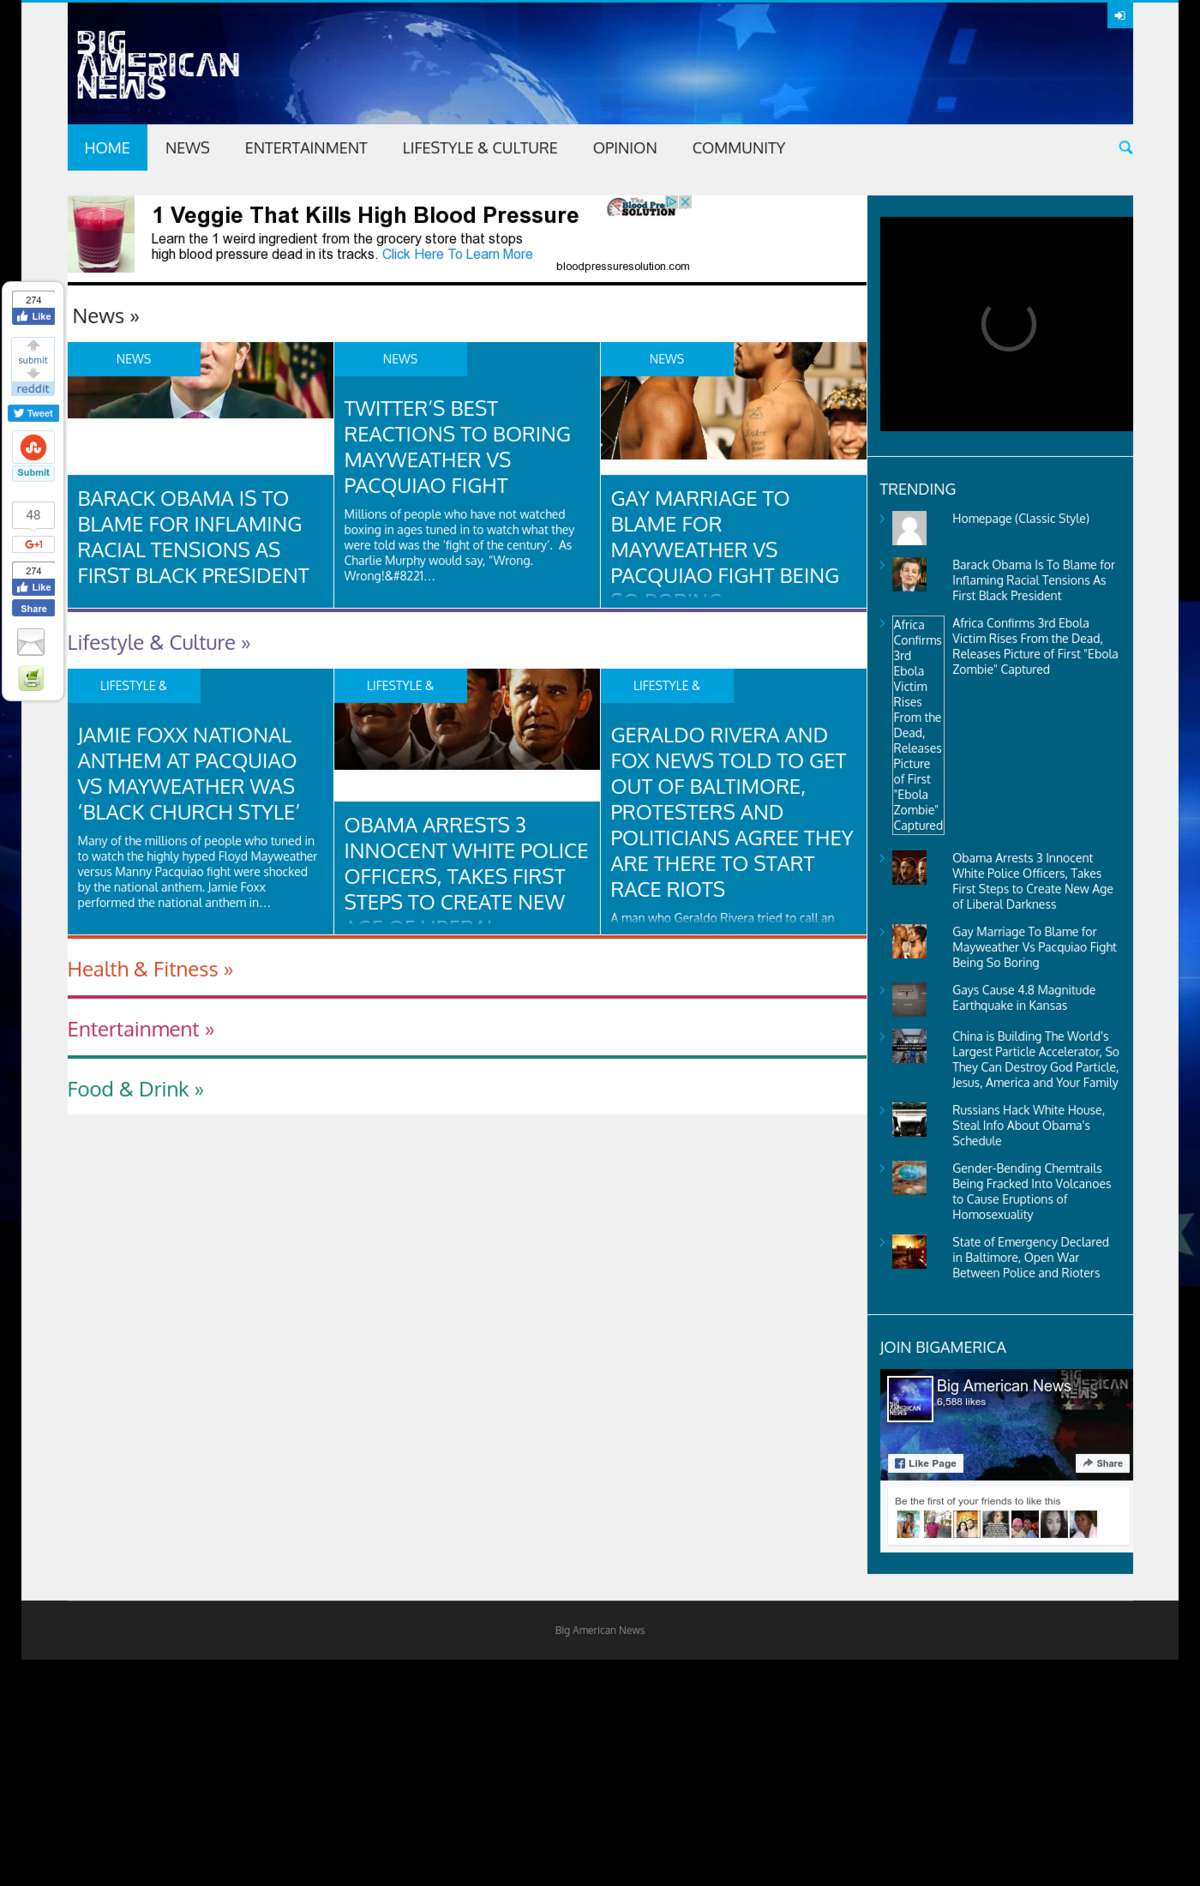 BIG
AMERICAN
NEWS
HOME
NEWS
ENTERTAINMENT
LIFESTYLE & CULTURE
OPINION
COMMUNITY
1 Veggie That Kills High Blood Pressure
Learn the 1 weird ingredient from the grocery store that stops
high blood pressure dead in its tracks. Click Here To Learn More
bloodpressuresolution.com
SOLUTION
274
Like
submit
reddit
Tweet
Submit
48
G+1
274
Like
Share
News »
NEWS
BARACK OBAMA IS TO
BLAME FOR INFLAMING
RACIAL TENSIONS AS
FIRST BLACK PRESIDENT
NEWS
TWITTER’S BEST
REACTIONS TO BORING
MAYWEATHER VS
PACQUIAO FIGHT
Millions of people who have not watched
boxing in ages tuned in to watch what they
were told was the ‘fight of the century’.  As
Charlie Murphy would say, “Wrong.
Wrong!&#8221...
NEWS
GAY MARRIAGE TO
BLAME FOR
MAYWEATHER VS
PACQUIAO FIGHT BEING
SO BORING
Lifestyle & Culture »
LIFESTYLE &
JAMIE FOXX NATIONAL
ANTHEM AT PACQUIAO
VS MAYWEATHER WAS
‘BLACK CHURCH STYLE’
Many of the millions of people who tuned in
to watch the highly hyped Floyd Mayweather
versus Manny Pacquiao fight were shocked
by the national anthem. Jamie Foxx
performed the national anthem in...
LIFESTYLE &
OBAMA ARRESTS 3
INNOCENT WHITE POLICE
OFFICERS, TAKES FIRST
STEPS TO CREATE NEW
AGE OF LIBERAL
LIFESTYLE &
GERALDO RIVERA AND
FOX NEWS TOLD TO GET
OUT OF BALTIMORE,
PROTESTERS AND
POLITICIANS AGREE THEY
ARE THERE TO START
RACE RIOTS
A man who Geraldo Rivera tried to call an
Health & Fitness »
Entertainment »
Food & Drink »
TRENDING
Homepage (Classic Style)
Barack Obama Is To Blame for
Inflaming Racial Tensions As
First Black President
Africa
Confirms
3rd
Ebola
Victim
Rises
From the
Dead,
Releases
Picture
of First
"Ebola
Zombie"
Captured
Africa Confirms 3rd Ebola
Victim Rises From the Dead,
Releases Picture of First "Ebola
Zombie" Captured
Obama Arrests 3 Innocent
White Police Officers, Takes
First Steps to Create New Age
of Liberal Darkness
Gay Marriage To Blame for
Mayweather Vs Pacquiao Fight
Being So Boring
Gays Cause 4.8 Magnitude
Earthquake in Kansas
China is Building The World's
Largest Particle Accelerator, So
They Can Destroy God Particle,
Jesus, America and Your Family
Russians Hack White House,
Steal Info About Obama's
Schedule
Gender-Bending Chemtrails
Being Fracked Into Volcanoes
to Cause Eruptions of
Homosexuality
State of Emergency Declared
in Baltimore, Open War
Between Police and Rioters
JOIN BIGAMERICA
Big American News
6,588 likes
BIG
AMERICAN
NEWS
Like Page
Share
Be the first of your friends to like this
Big American News